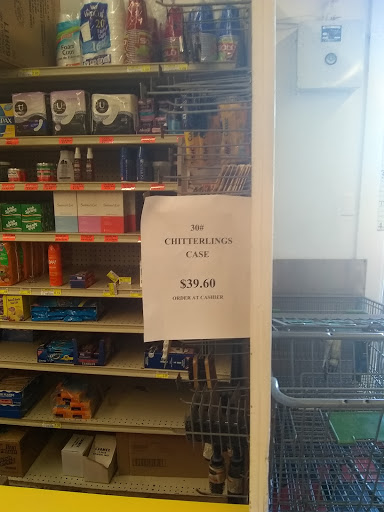 30#
CHITTERLINGS
CASE
$39.60
ORDER AT CASHIER